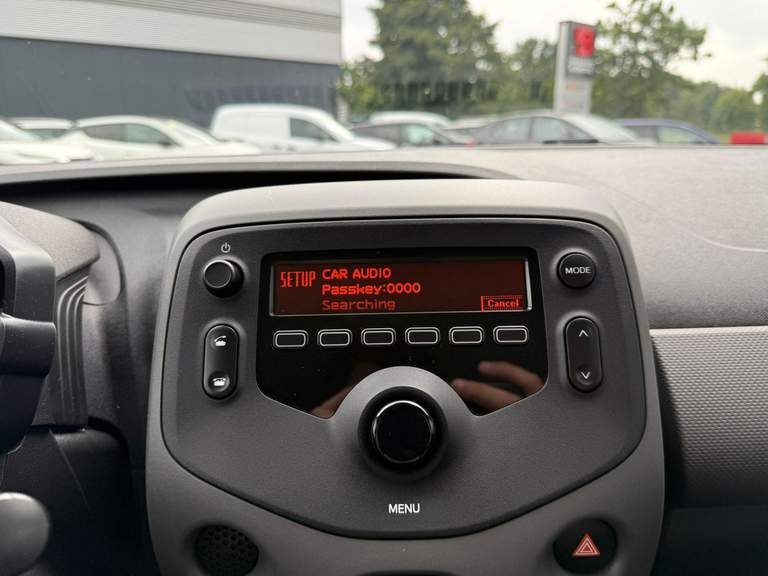 SETUP CAR AUDIO
Passkey:0000
Searching Cancel
MODE
MENU